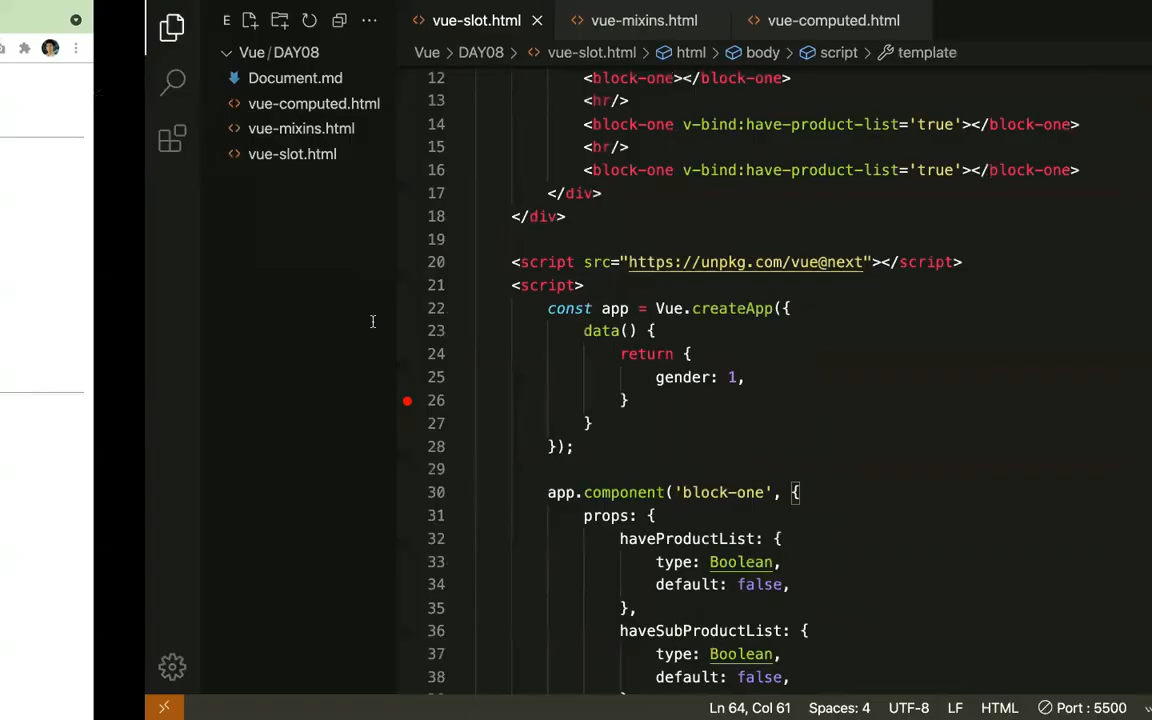 E
vue-slot.html
vue-mixins.html
vue-computed.html
Vue / DAY08
Vue > DAY08 > vue-slot.html > html > body > script > template
Document.md
vue-computed.html
vue-mixins.html
vue-slot.html
12 <block-one></block-one>
13 <hr/>
14 <block-one v-bind:have-product-list='true'></block-one>
15 <hr/>
16 <block-one v-bind:have-product-list='true'></block-one>
17 </div>
18 </div>
19
20 <script src="https://unpkg.com/vue@next"></script>
21 <script>
22 const app = Vue.createApp({
23 data() {
24 return {
25 gender: 1,
26 }
27 }
28 });
29
30 app.component('block-one', {
31 props: {
32 haveProductList: {
33 type: Boolean,
34 default: false,
35 },
36 haveSubProductList: {
37 type: Boolean,
38 default: false,
Ln 64, Col 61 Spaces: 4 UTF-8 LF HTML Port : 5500